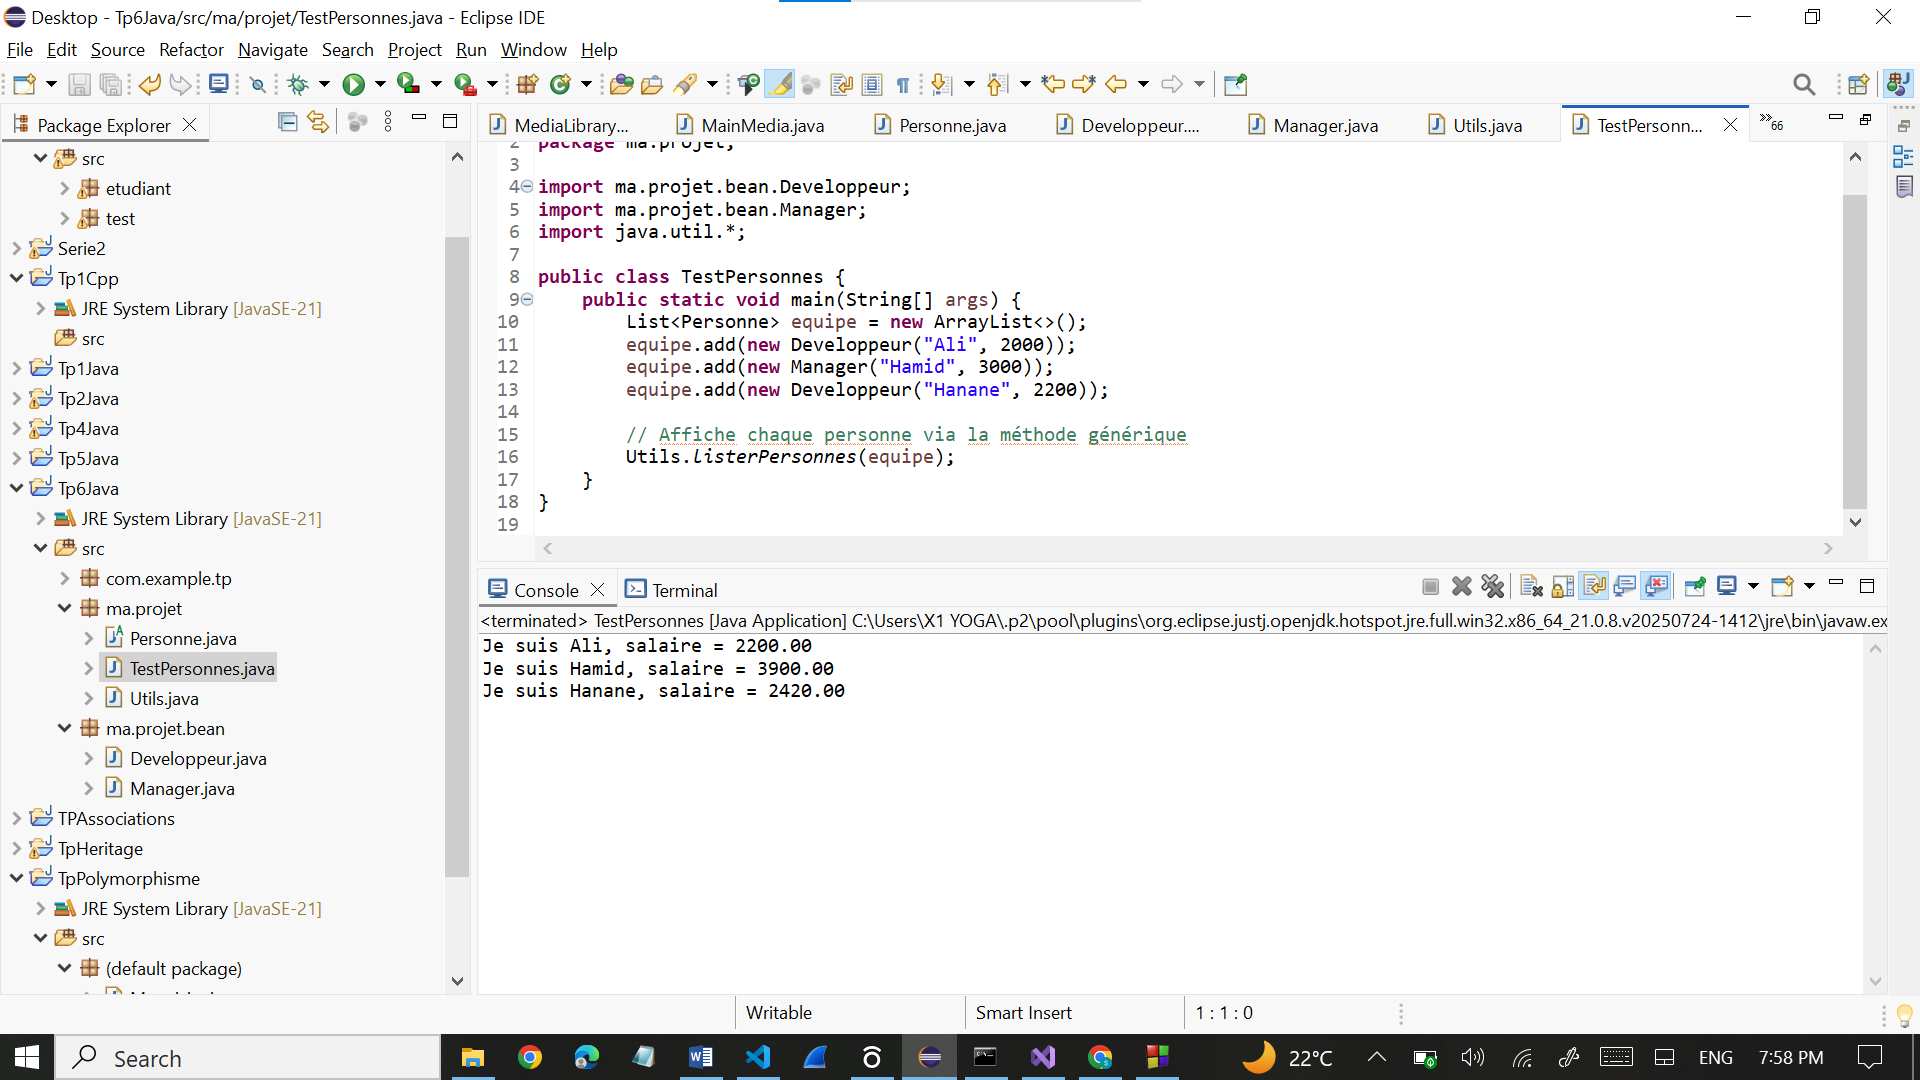 Desktop - Tp6Java/src/ma/projet/TestPersonnes.java - Eclipse IDE
File Edit Source Refactor Navigate Search Project Run Window Help
Package Explorer
src
etudiant
test
Serie2
Tp1Cpp
JRE System Library [JavaSE-21]
src
Tp1Java
Tp2Java
Tp4Java
Tp5Java
Tp6Java
JRE System Library [JavaSE-21]
src
com.example.tp
ma.projet
Personne.java
TestPersonnes.java
Utils.java
ma.projet.bean
Developpeur.java
Manager.java
TPAssociations
TpHeritage
TpPolymorphisme
JRE System Library [JavaSE-21]
src
(default package)
MediaLibrary... MainMedia.java Personne.java Developpeur.... Manager.java Utils.java TestPersonn... »66
2 package ma.projet;
3
4 import ma.projet.bean.Developpeur;
5 import ma.projet.bean.Manager;
6 import java.util.*;
7
8 public class TestPersonnes {
9 public static void main(String[] args) {
10 List<Personne> equipe = new ArrayList<>();
11 equipe.add(new Developpeur("Ali", 2000));
12 equipe.add(new Manager("Hamid", 3000));
13 equipe.add(new Developpeur("Hanane", 2200));
14
15 // Affiche chaque personne via la méthode générique
16 Utils.listerPersonnes(equipe);
17 }
18 }
19
Console Terminal
<terminated> TestPersonnes [Java Application] C:\Users\X1 YOGA\.p2\pool\plugins\org.eclipse.justj.openjdk.hotspot.jre.full.win32.x86_64_21.0.8.v20250724-1412\jre\bin\javaw.ex
Je suis Ali, salaire = 2200.00
Je suis Hamid, salaire = 3900.00
Je suis Hanane, salaire = 2420.00
Writable Smart Insert 1 : 1 : 0
Search 22°C ENG 7:58 PM